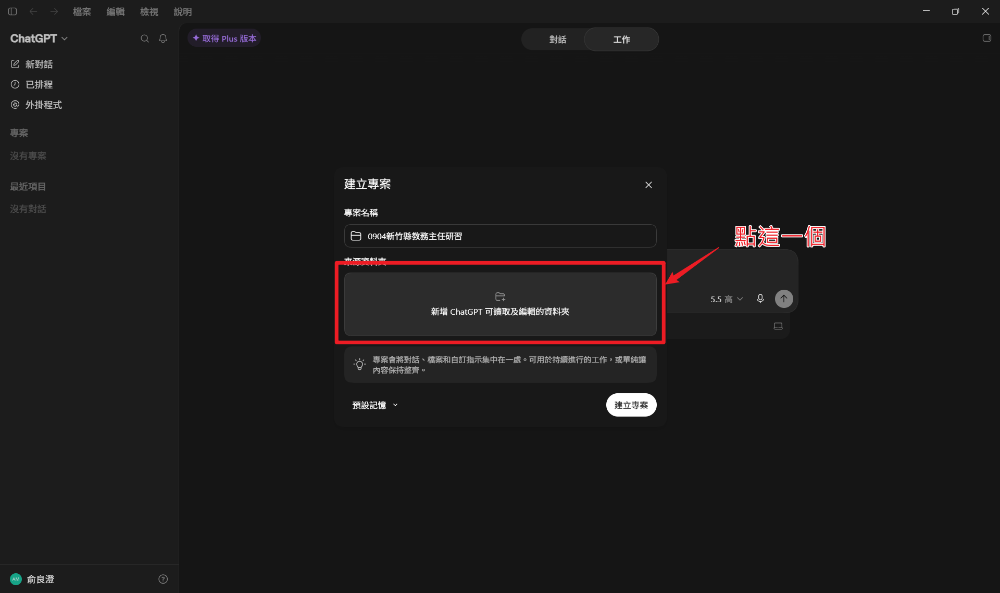 檔案 編輯 檢視 說明
ChatGPT
取得 Plus 版本
對話 工作
新對話
已排程
外掛程式
專案
沒有專案
最近項目
沒有對話
建立專案
專案名稱
0904新竹縣教務主任研習
來源資料夾
新增 ChatGPT 可讀取及編輯的資料夾
專案會將對話、檔案和自訂指示集中在一處。可用於持續進行的工作，或單純讓
內容保持整齊。
預設記憶
建立專案
點這一個
5.5 高
AM 俞良澄